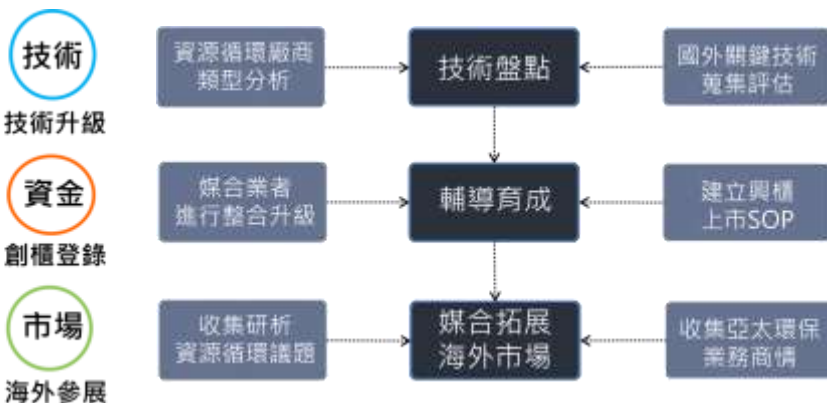 技術
技術升級
資源循環廠商
類型分析
技術盤點
國外關鍵技術
蒐集評估
資金
創櫃登錄
媒合業者
進行整合升級
輔導育成
建立興櫃
上市SOP
市場
海外參展
收集研析
資源循環議題
媒合拓展
海外市場
收集亞太環保
業務商情